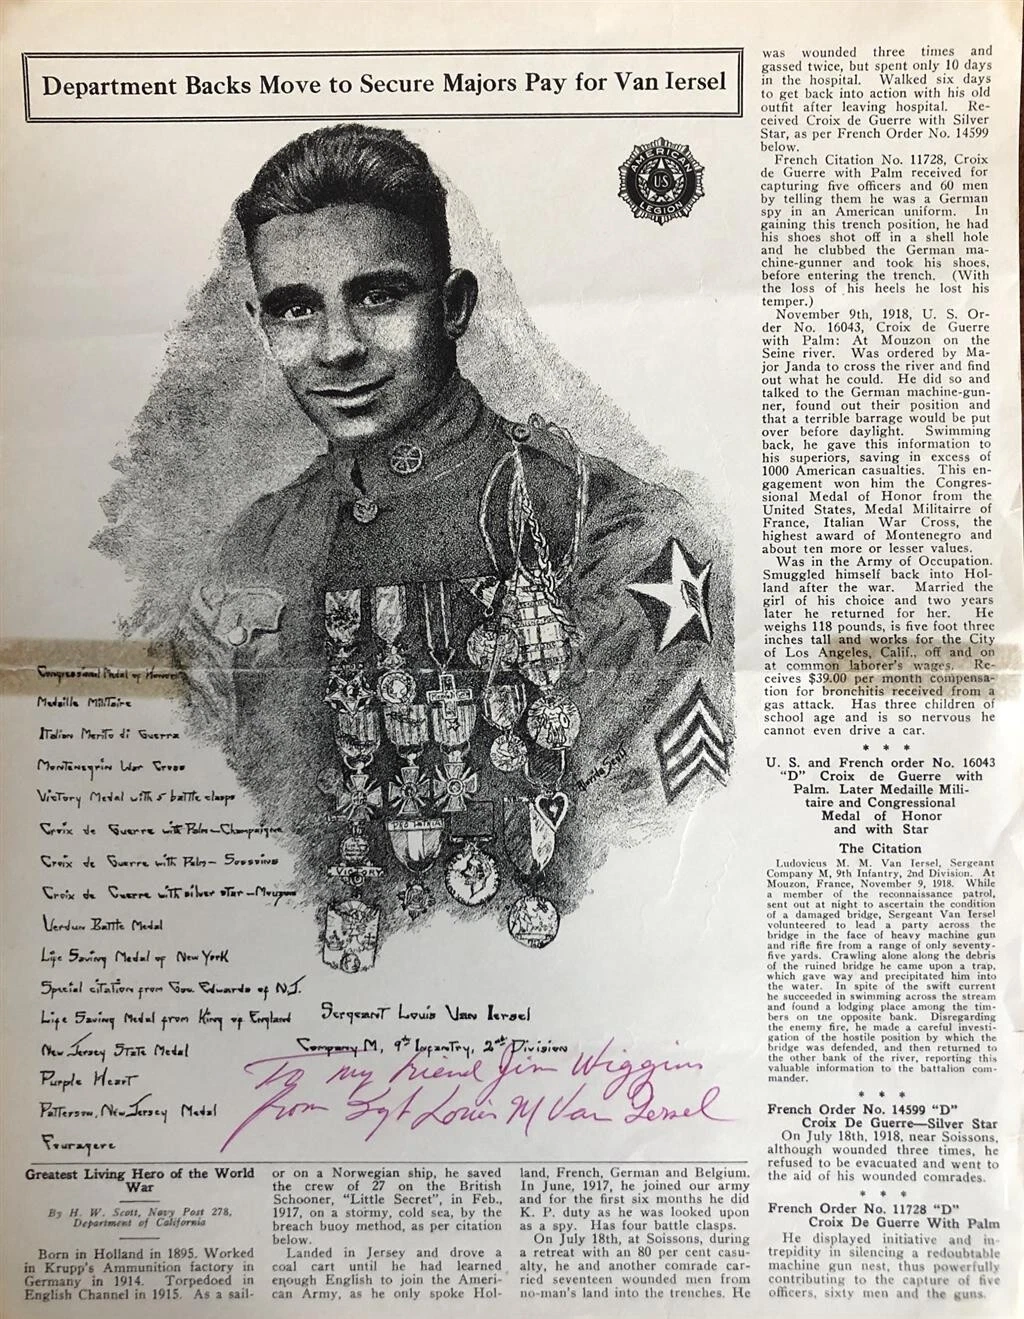 Department Backs Move to Secure Majors Pay for Van Iersel
AMERICAN
US
LEGION
Congressional Medal of Honor
Medaille Militaire
Italian Merito di Guerra
Montenegrin War Cross
Victory Medal with 5 battle clasps
Croix de Guerre with Palm—Champaigne
Croix de Guerre with Palm—Sossoins
Croix de Guerre with silver star—Mouzon
Verdun Battle Medal
Life Saving Medal of New York
Special citation from Gov. Edwards of N.J.
Life Saving Medal from King of England
New Jersey State Medal
Purple Heart
Patterson, New Jersey Medal
Fouragere
VICTORY
Sergeant Louis Van Iersel
Company M, 9th Infantry, 2nd Division
To my friend Jim Wiggins
from Sgt Louis M Van Iersel
Greatest Living Hero of the World
War
By H. W. Scott, Navy Post 278,
Department of California
Born in Holland in 1895. Worked
in Krupp's Ammunition factory in
Germany in 1914. Torpedoed in
English Channel in 1915. As a sail-
or on a Norwegian ship, he saved
the crew of 27 on the British
Schooner, "Little Secret", in Feb.,
1917, on a stormy, cold sea, by the
breach buoy method, as per citation
below.
Landed in Jersey and drove a
coal cart until he had learned
enough English to join the Ameri-
can Army, as he only spoke Hol-
land, French, German and Belgium.
In June, 1917, he joined our army
and for the first six months he did
K. P. duty as he was looked upon
as a spy. Has four battle clasps.
On July 18th, at Soissons, during
a retreat with an 80 per cent casu-
alty, he and another comrade car-
ried seventeen wounded men from
no-man's land into the trenches. He
was wounded three times and
gassed twice, but spent only 10 days
in the hospital. Walked six days
to get back into action with his old
outfit after leaving hospital. Re-
ceived Croix de Guerre with Silver
Star, as per French Order No. 14599
below.
French Citation No. 11728, Croix
de Guerre with Palm received for
capturing five officers and 60 men
by telling them he was a German
spy in an American uniform. In
gaining this trench position, he had
his shoes shot off in a shell hole
and he clubbed the German ma-
chine-gunner and took his shoes,
before entering the trench. (With
the loss of his heels he lost his
temper.)
November 9th, 1918, U. S. Or-
der No. 16043, Croix de Guerre
with Palm: At Mouzon on the
Seine river. Was ordered by Ma-
jor Janda to cross the river and find
out what he could. He did so and
talked to the German machine-gun-
ner, found out their position and
that a terrible barrage would be put
over before daylight. Swimming
back, he gave this information to
his superiors, saving in excess of
1000 American casualties. This en-
gagement won him the Congres-
sional Medal of Honor from the
United States, Medal Militairre of
France, Italian War Cross, the
highest award of Montenegro and
about ten more or lesser values.
Was in the Army of Occupation.
Smuggled himself back into Hol-
land after the war. Married the
girl of his choice and two years
later he returned for her. He
weighs 118 pounds, is five foot three
inches tall and works for the City
of Los Angeles, Calif., off and on
at common laborer's wages. Re-
ceives $39.00 per month compensa-
tion for bronchitis received from a
gas attack. Has three children of
school age and is so nervous he
cannot even drive a car.
* * *
U. S. and French order No. 16043
"D" Croix de Guerre with
Palm. Later Medaille Mili-
taire and Congressional
Medal of Honor
and with Star
The Citation
Ludovicus M. M. Van Iersel, Sergeant
Company M, 9th Infantry, 2nd Division. At
Mouzon, France, November 9, 1918. While
a member of the reconnaissance patrol,
sent out at night to ascertain the condition
of a damaged bridge, Sergeant Van Iersel
volunteered to lead a party across the
bridge in the face of heavy machine gun
and rifle fire from a range of only seventy-
five yards. Crawling alone along the debris
of the ruined bridge he came upon a trap,
which gave way and precipitated him into
the water. In spite of the swift current
he succeeded in swimming across the stream
and found a lodging place among the tim-
bers on the opposite bank. Disregarding
the enemy fire, he made a careful investi-
gation of the hostile position by which the
bridge was defended, and then returned to
the other bank of the river, reporting this
valuable information to the battalion com-
mander.
* * *
French Order No. 14599 "D"
Croix De Guerre—Silver Star
On July 18th, 1918, near Soissons,
although wounded three times, he
refused to be evacuated and went to
the aid of his wounded comrades.
* * *
French Order No. 11728 "D"
Croix De Guerre With Palm
He displayed initiative and in-
trepidity in silencing a redoubtable
machine gun nest, thus powerfully
contributing to the capture of five
officers, sixty men and the guns.